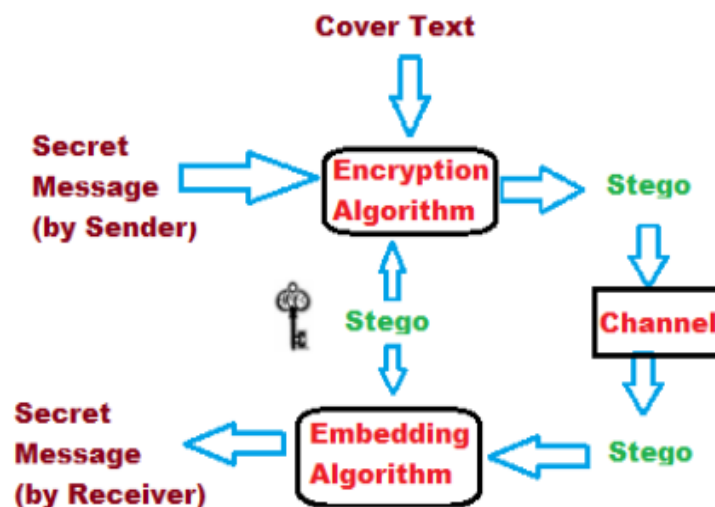 Cover Text
Secret
Message
(by Sender)
Encryption
Algorithm
Stego
Stego
Channel
Secret
Message
(by Receiver)
Embedding
Algorithm
Stego